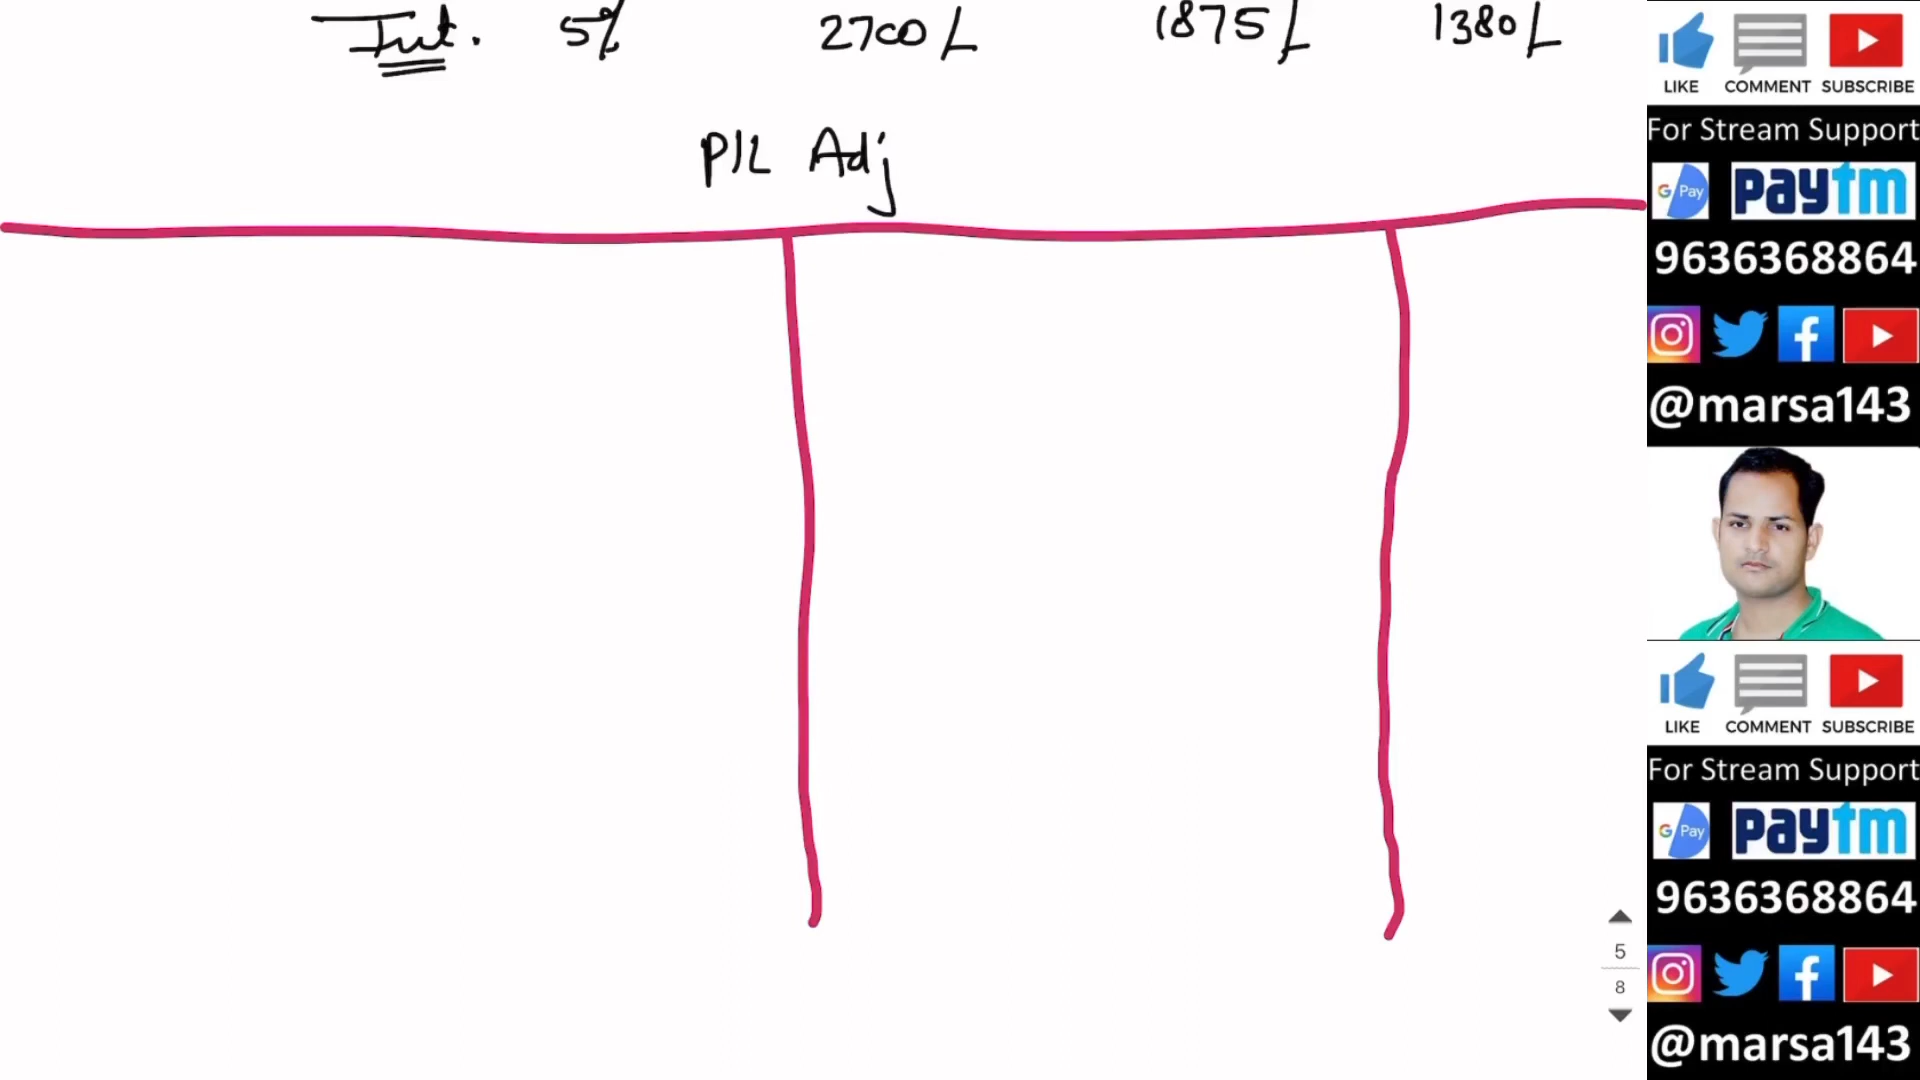 Int. 5% 2700/- 1875/- 1380/-
P/L Adj
5
8
LIKE COMMENT SUBSCRIBE
For Stream Support
G Pay paytm
9636368864
@marsa143
LIKE COMMENT SUBSCRIBE
For Stream Support
G Pay paytm
9636368864
@marsa143